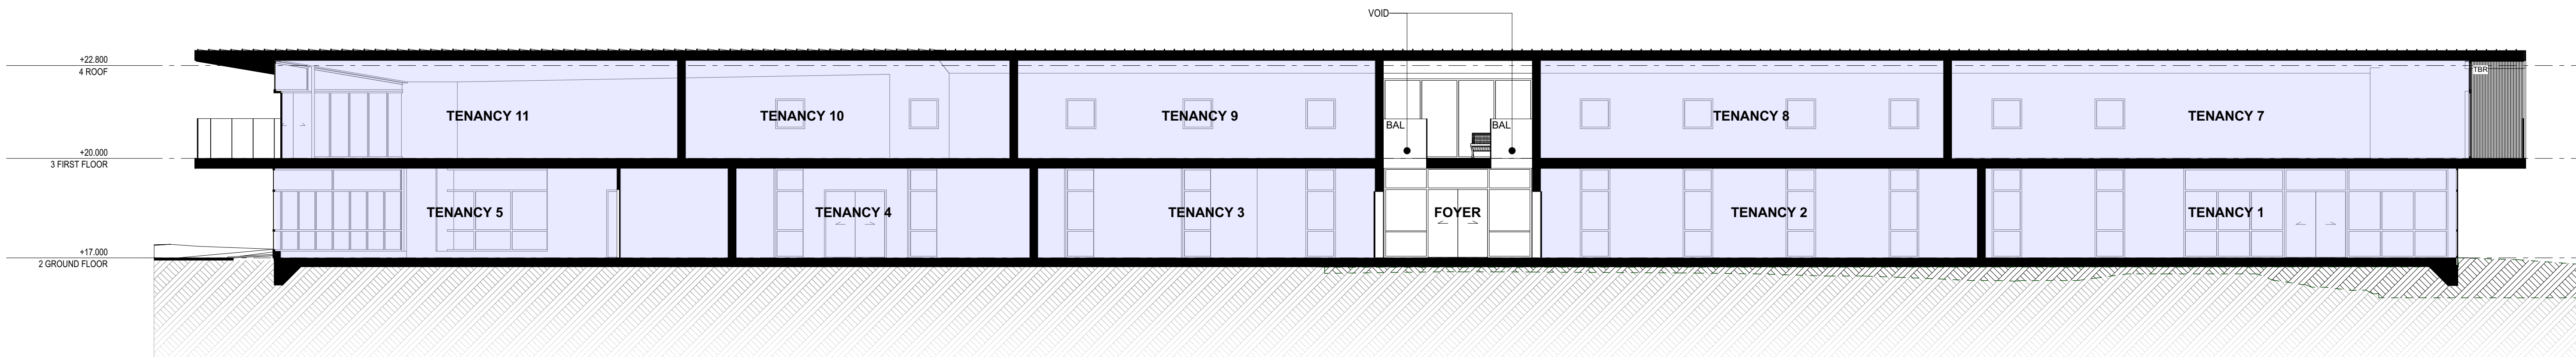 VOID
+22.800
4 ROOF
TBR
TENANCY 11
TENANCY 10
TENANCY 9
BAL
BAL
TENANCY 8
TENANCY 7
+20.000
3 FIRST FLOOR
TENANCY 5
TENANCY 4
TENANCY 3
FOYER
TENANCY 2
TENANCY 1
+17.000
2 GROUND FLOOR